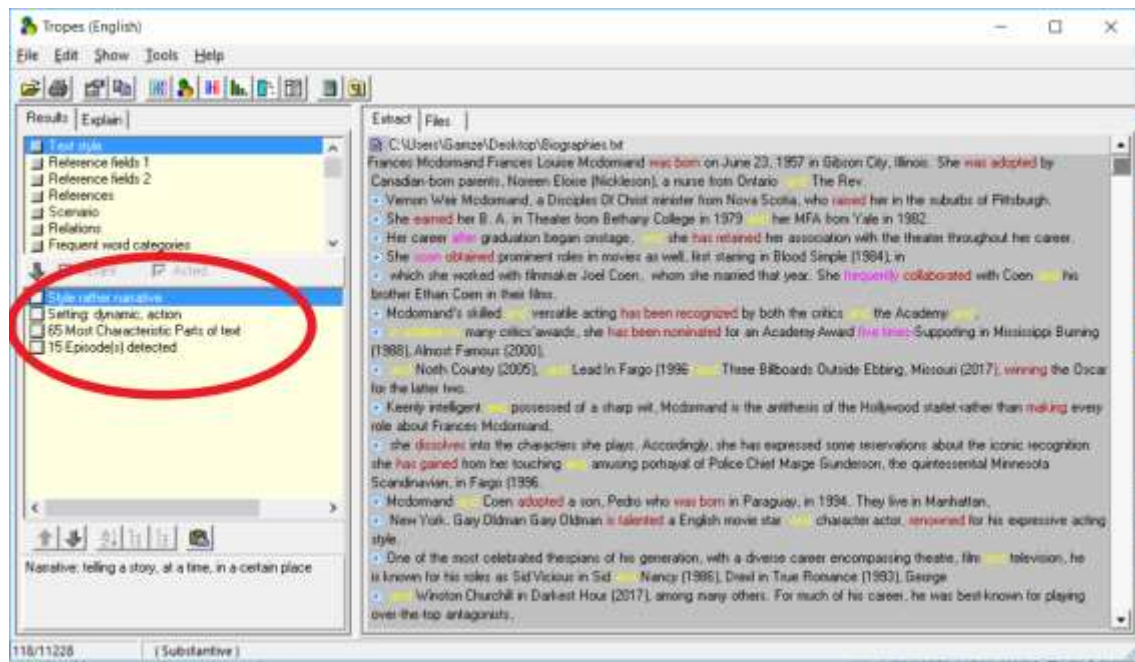 Tropes (English)
File Edit Show Tools Help
Results Explain
Text style
Reference fields 1
Reference fields 2
References
Scenario
Relations
Frequent word categories
Style rather narrative
Setting: dynamic, action
65 Most Characteristic Parts of text
15 Episode(s) detected
Narrative: telling a story, at a time, in a certain place
118/11228 (Substantive)
Extract Files
C:\Users\Gamze\Desktop\Biographies.txt
Frances Mcdormand Frances Louise Mcdormand was born on June 23, 1957 in Gibson City, Illinois. She was adopted by
Canadian-born parents, Noreen Eloise (Nickleson), a nurse from Ontario and The Rev.
Vernon Weir Mcdormand, a Disciples Of Christ minister from Nova Scotia, who raised her in the suburbs of Pittsburgh.
She earned her B. A. in Theater from Bethany College in 1979 and her MFA from Yale in 1982.
Her career after graduation began onstage, and she has retained her association with the theater throughout her career.
She soon obtained prominent roles in movies as well, first starring in Blood Simple (1984), in
which she worked with filmmaker Joel Coen, whom she married that year. She frequently collaborated with Coen and his
brother Ethan Coen in their films.
Mcdormand's skilled and versatile acting has been recognized by both the critics and the Academy and,
many critics' awards, she has been nominated for an Academy Award five times-Supporting in Mississippi Burning
(1988), Almost Famous (2000),
and North Country (2005), Lead In Fargo (1996 and Three Billboards Outside Ebbing, Missouri (2017), winning the Oscar
for the latter two.
Keenly intelligent and possessed of a sharp wit, Mcdormand is the antithesis of the Hollywood starlet-rather than making every
role about Frances Mcdormand,
she dissolves into the characters she plays. Accordingly, she has expressed some reservations about the iconic recognition
she has gained from her touching and amusing portrayal of Police Chief Marge Gunderson, the quintessential Minnesota
Scandinavian, in Fargo (1996.
Mcdormand and Coen adopted a son, Pedro who was born in Paraguay, in 1994. They live in Manhattan,
New York. Gary Oldman Gary Oldman is talented a English movie star and character actor, renowned for his expressive acting
style.
One of the most celebrated thespians of his generation, with a diverse career encompassing theatre, film and television, he
is known for his roles as Sid Vicious in Sid and Nancy (1986), Drexl in True Romance (1993), George
and Winston Churchill in Darkest Hour (2017), among many others. For much of his career, he was best-known for playing
over-the-top antagonists,